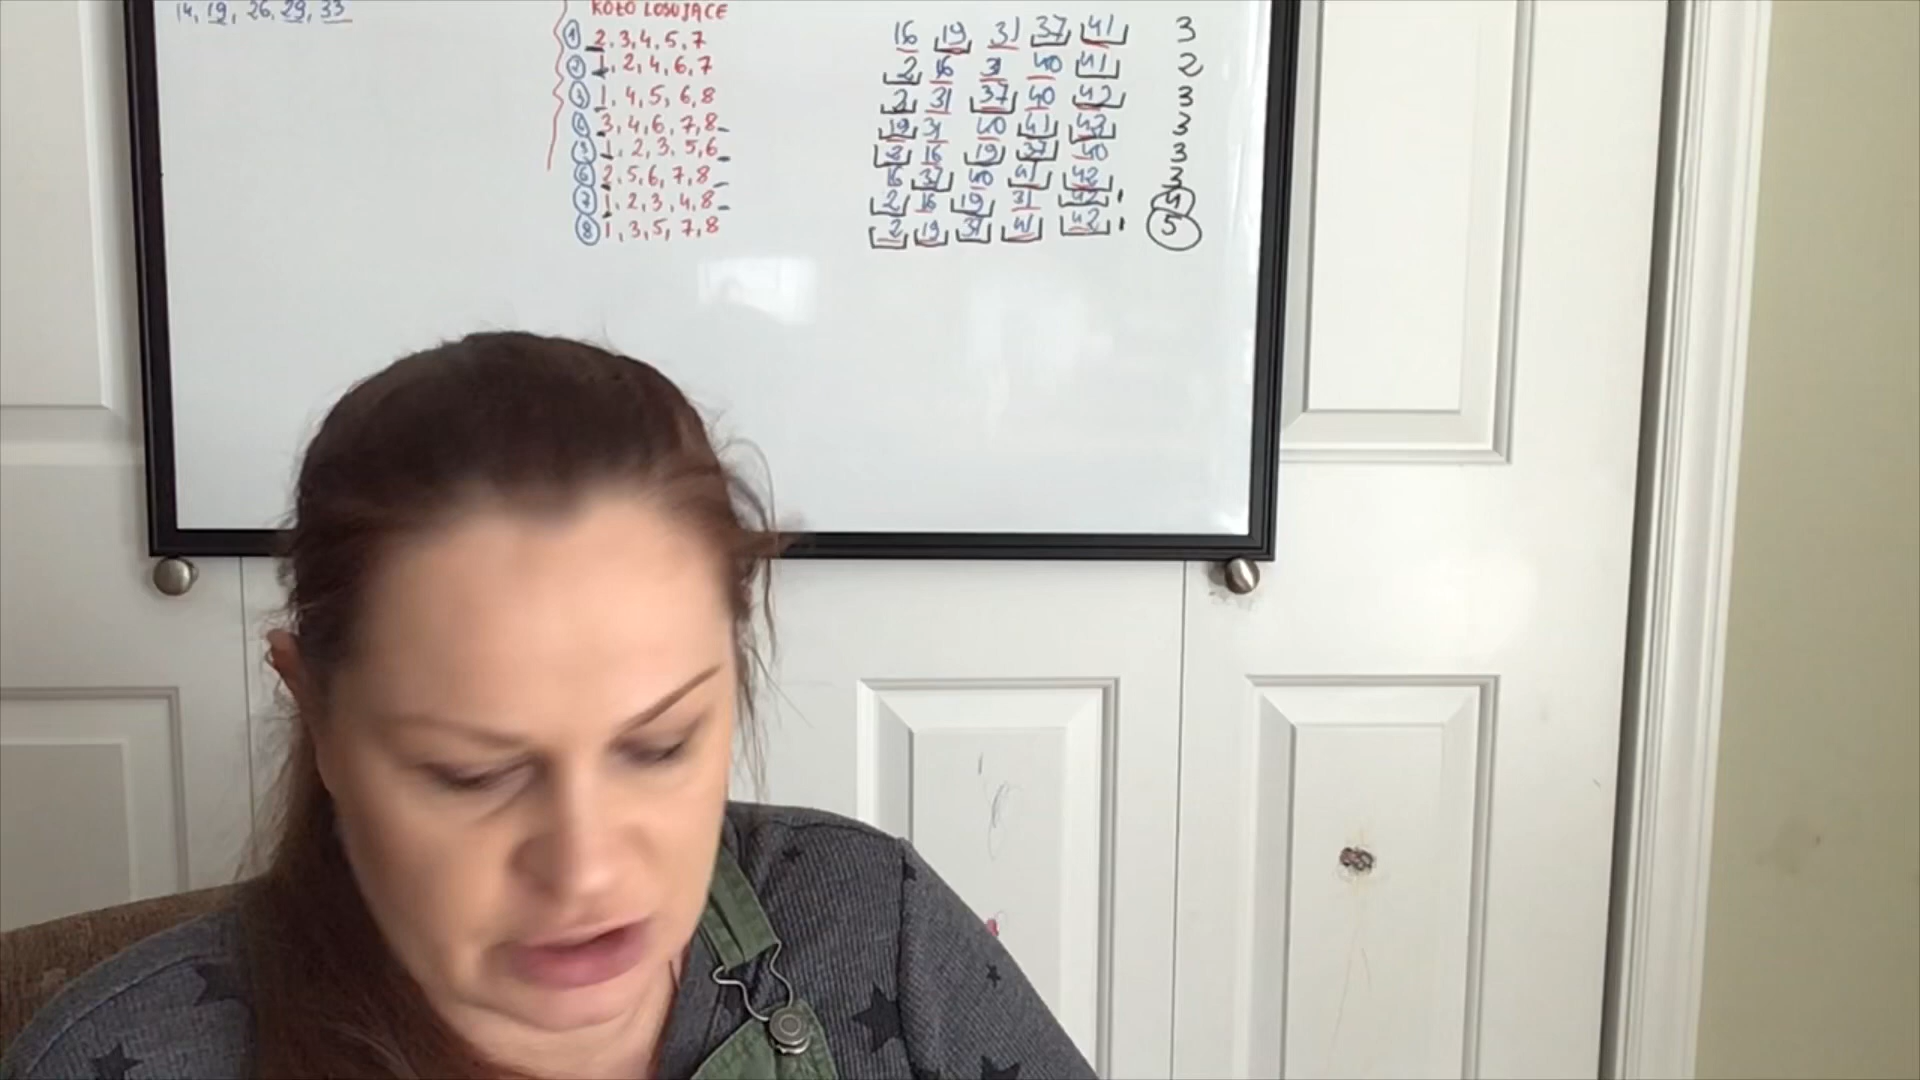 14, 19, 26, 29, 33
KOŁO LOSUJĄCE
① 2, 3, 4, 5, 7 16 19 31 37 41 3
② 1, 2, 4, 6, 7 2 16 31 40 41 2
③ 1, 4, 5, 6, 8 2 31 37 40 42 3
④ 3, 4, 6, 7, 8 19 31 40 41 42 3
⑤ 1, 2, 3, 5, 6 2 16 19 37 40 3
⑥ 2, 5, 6, 7, 8 16 37 40 41 42 3
⑦ 1, 2, 3, 4, 8 2 16 19 31 42 ! 4
⑧ 1, 3, 5, 7, 8 2 19 37 41 42 ! 5